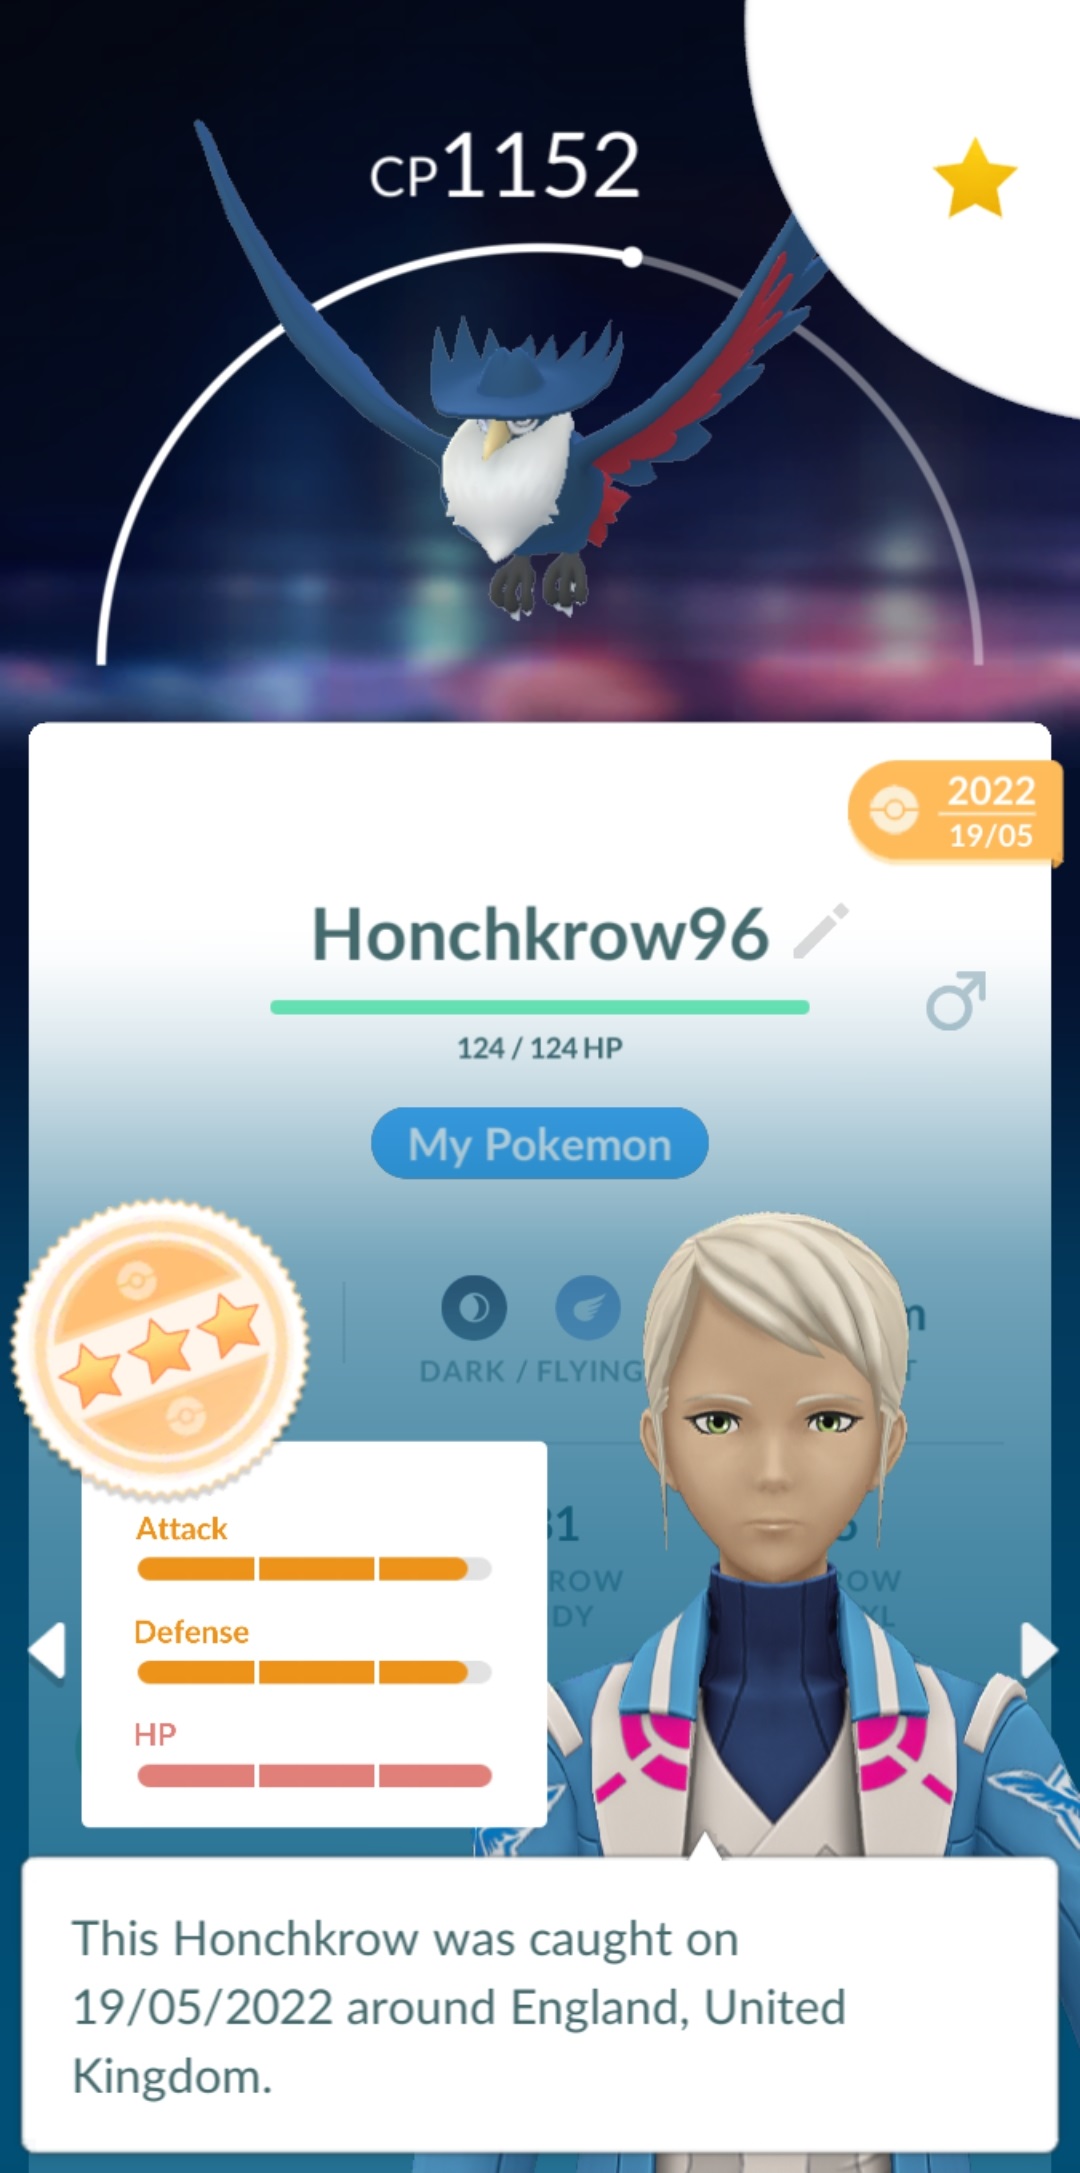 CP1152
2022
19/05
Honchkrow96
124 / 124 HP
My Pokemon
DARK / FLYING
Attack
Defense
HP
This Honchkrow was caught on
19/05/2022 around England, United
Kingdom.